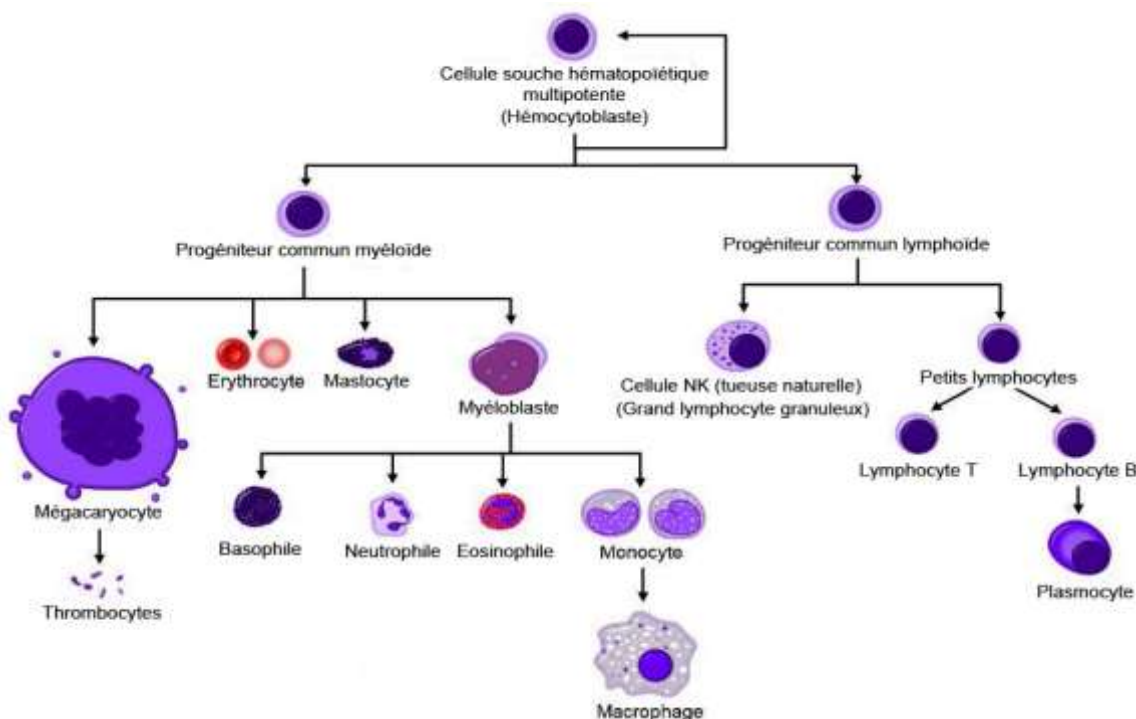 Cellule souche hématopoïétique
multipotente
(Hémocytoblaste)
Progéniteur commun myéloïde
Progéniteur commun lymphoïde
Erythrocyte
Mastocyte
Myéloblaste
Cellule NK (tueuse naturelle)
(Grand lymphocyte granuleux)
Petits lymphocytes
Lymphocyte T
Lymphocyte B
Mégacaryocyte
Basophile
Neutrophile
Eosinophile
Monocyte
Plasmocyte
Thrombocytes
Macrophage